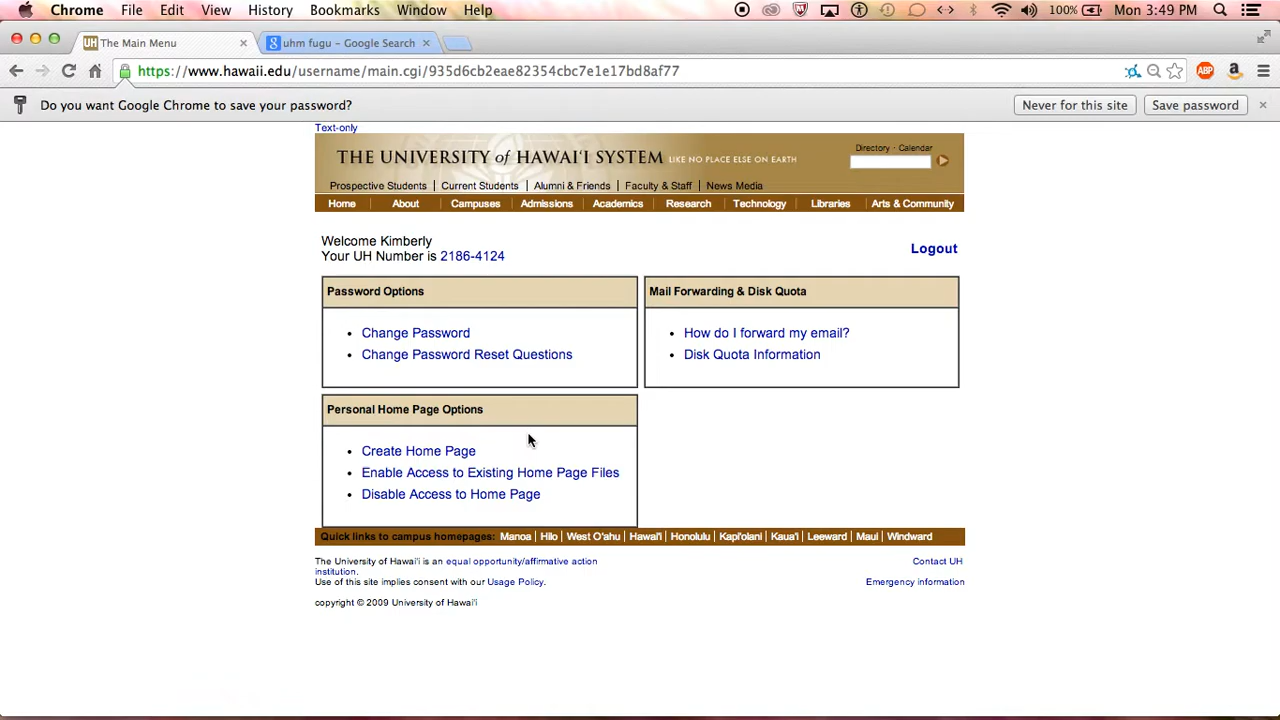 Chrome File Edit View History Bookmarks Window Help 100% Mon 3:49 PM
The Main Menu uhm fugu – Google Search
https://www.hawaii.edu/username/main.cgi/935d6cb2eae82354cbc7e1e17bd8af77 ABP
Do you want Google Chrome to save your password? Never for this site Save password
Text-only
THE UNIVERSITY of HAWAI‘I SYSTEM LIKE NO PLACE ELSE ON EARTH
Directory · Calendar
Prospective Students | Current Students | Alumni & Friends | Faculty & Staff | News Media
Home About Campuses Admissions Academics Research Technology Libraries Arts & Community
Welcome Kimberly
Your UH Number is 2186-4124
Logout
Password Options
• Change Password
• Change Password Reset Questions
Mail Forwarding & Disk Quota
• How do I forward my email?
• Disk Quota Information
Personal Home Page Options
• Create Home Page
• Enable Access to Existing Home Page Files
• Disable Access to Home Page
Quick links to campus homepages: Manoa | Hilo | West O'ahu | Hawai'i | Honolulu | Kapi'olani | Kaua'i | Leeward | Maui | Windward
The University of Hawai'i is an equal opportunity/affirmative action
institution.
Use of this site implies consent with our Usage Policy.
copyright © 2009 University of Hawai'i
Contact UH
Emergency information